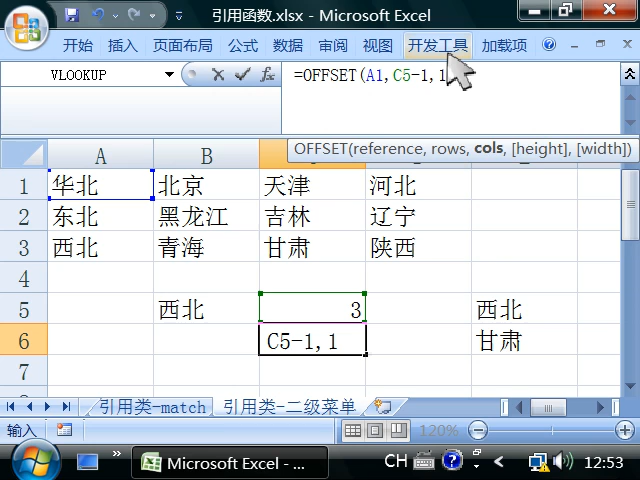 引用函数.xlsx - Microsoft Excel
开始 插入 页面布局 公式 数据 审阅 视图 开发工具 加载项
VLOOKUP =OFFSET(A1,C5-1,1
OFFSET(reference, rows, cols, [height], [width])
A B
1 华北 北京 天津 河北
2 东北 黑龙江 吉林 辽宁
3 西北 青海 甘肃 陕西
4
5 西北 3 西北
6 C5-1,1 甘肃
7
引用类-match 引用类-二级菜单
输入 120%
Microsoft Excel - ... CH 12:53